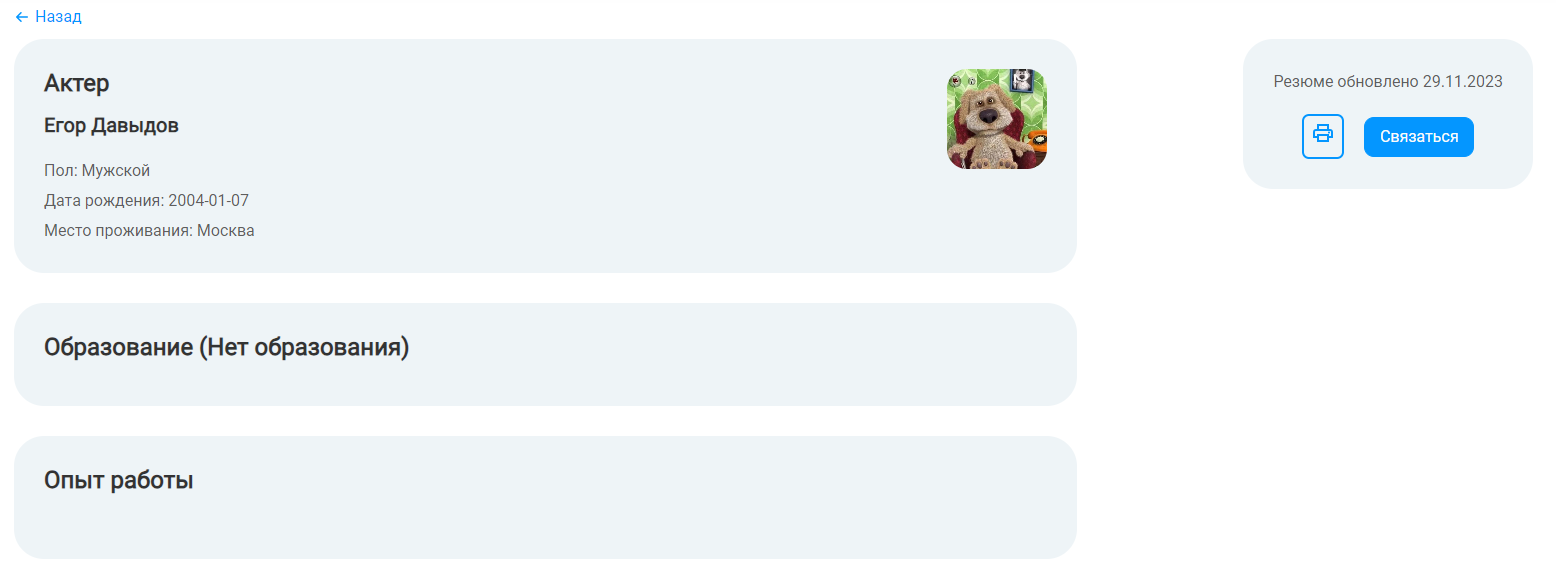 Назад
Актер
Егор Давыдов
Пол: Мужской
Дата рождения: 2004-01-07
Место проживания: Москва
Резюме обновлено 29.11.2023
Связаться
Образование (Нет образования)
Опыт работы